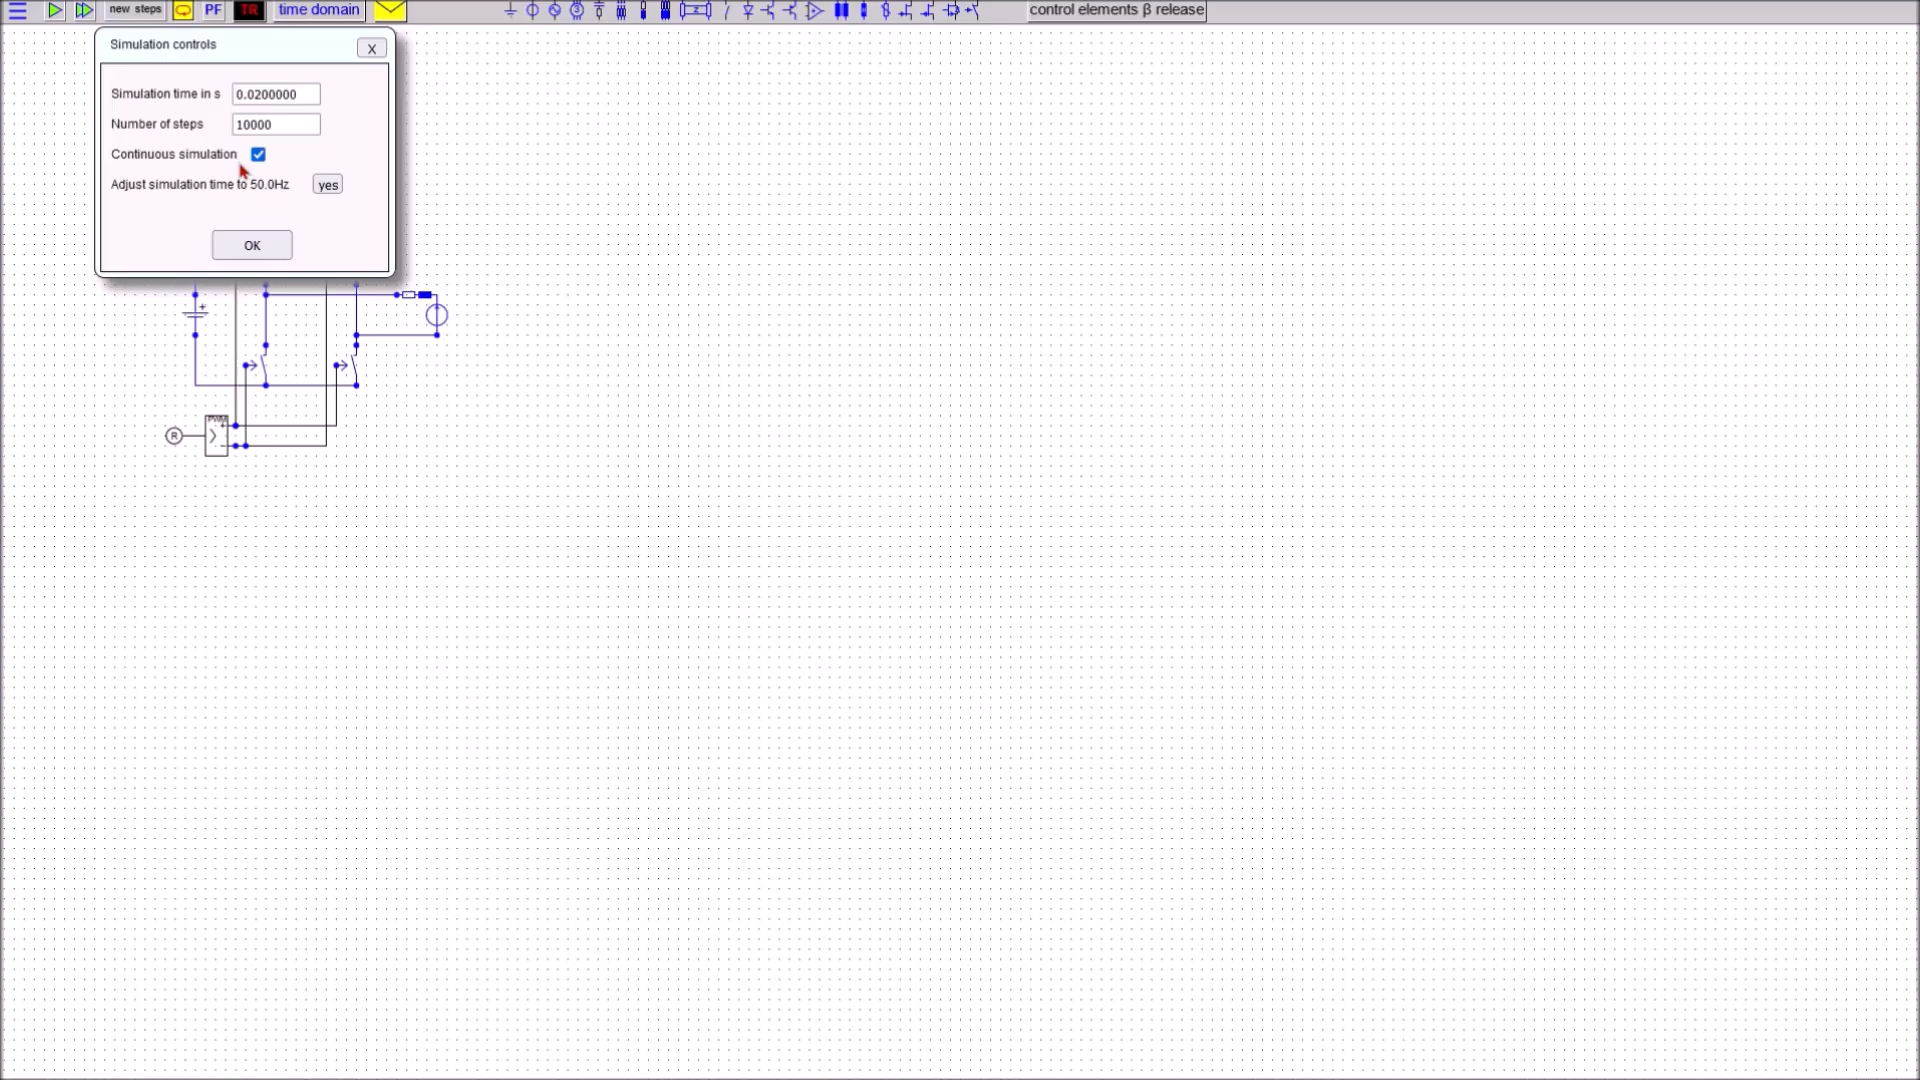 new steps PF TR time domain control elements β release
Simulation controls X
Simulation time in s 0.0200000
Number of steps 10000
Continuous simulation
Adjust simulation time to 50.0Hz yes
OK
PWM
R